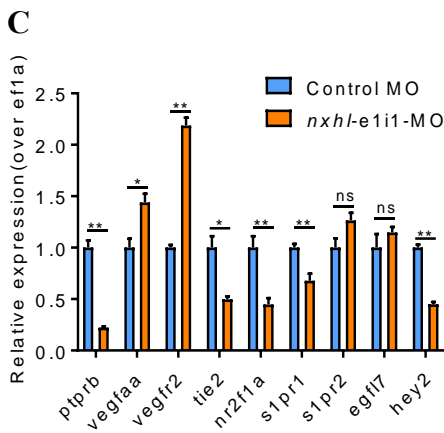 C
Control MO
nxhl-e1i1-MO
Relative expression(over ef1a)
2.5
2.0
1.5
1.0
0.5
0.0
**
*
**
*
**
**
ns
ns
**
ptprb
vegfaa
vegfr2
tie2
nr2f1a
s1pr1
s1pr2
egfl7
hey2